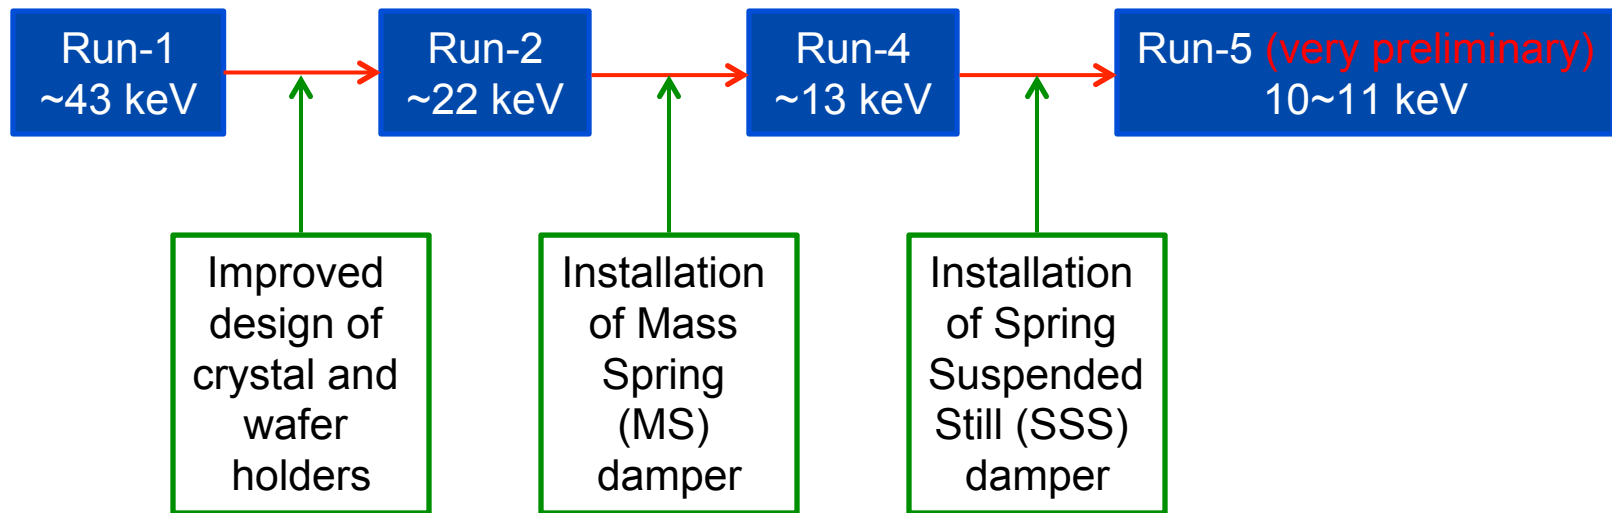 Run-1
~43 keV
Run-2
~22 keV
Run-4
~13 keV
Run-5 (very preliminary)
10~11 keV
Improved
design of
crystal and
wafer
holders
Installation
of Mass
Spring
(MS)
damper
Installation
of Spring
Suspended
Still (SSS)
damper